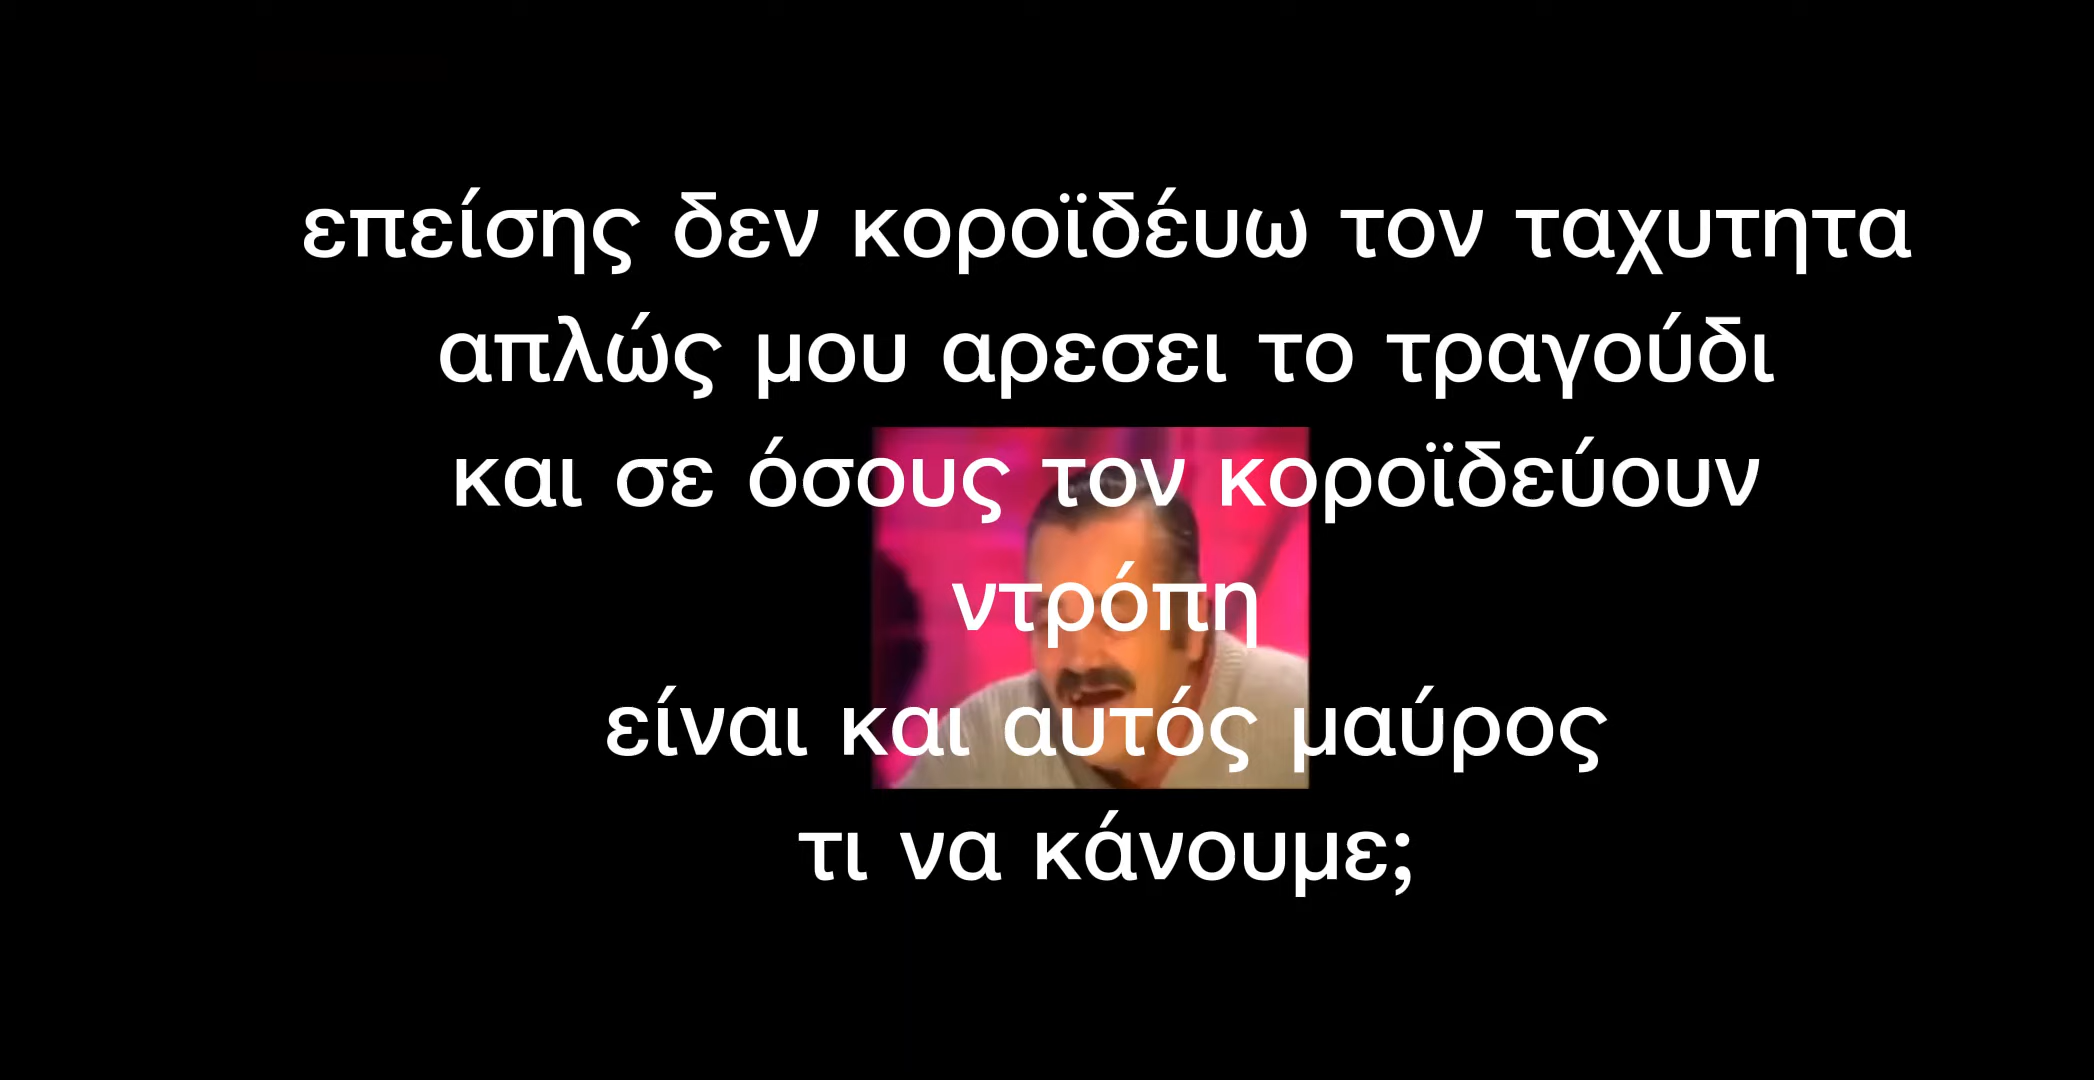 επείσης δεν κοροϊδέυω τον ταχυτητα
απλώς μου αρεσει το τραγούδι
και σε όσους τον κοροϊδεύουν
ντρόπη
είναι και αυτός μαύρος
τι να κάνουμε;